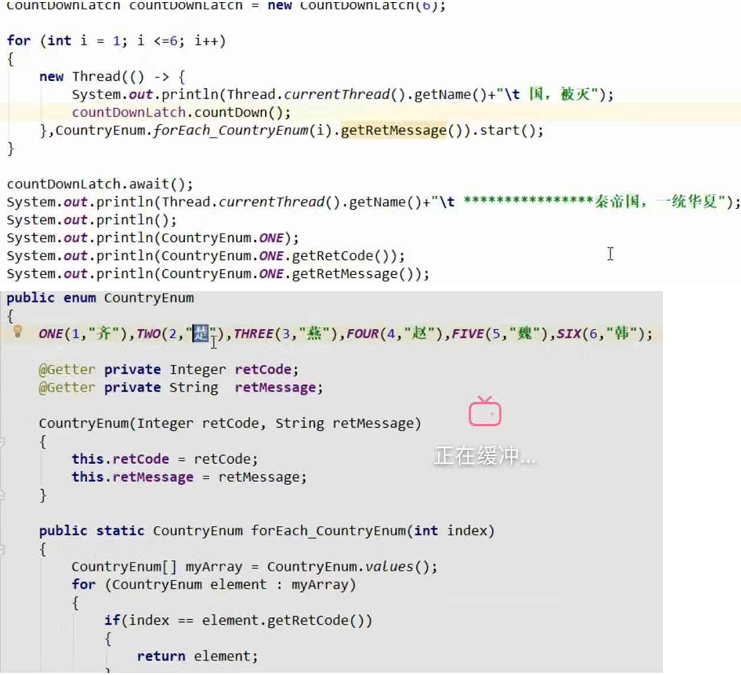 CountDownLatch countDownLatch = new CountDownLatch(6);
for (int i = 1; i <=6; i++)
{
new Thread(() -> {
System.out.println(Thread.currentThread().getName()+"\t 国，被灭");
countDownLatch.countDown();
},CountryEnum.forEach_CountryEnum(i).getRetMessage()).start();
}
countDownLatch.await();
System.out.println(Thread.currentThread().getName()+"\t ****************秦帝国，一统华夏");
System.out.println();
System.out.println(CountryEnum.ONE);
System.out.println(CountryEnum.ONE.getRetCode());
System.out.println(CountryEnum.ONE.getRetMessage());
public enum CountryEnum
{
ONE(1,"齐"),TWO(2,"楚"),THREE(3,"燕"),FOUR(4,"赵"),FIVE(5,"魏"),SIX(6,"韩");
@Getter private Integer retCode;
@Getter private String retMessage;
CountryEnum(Integer retCode, String retMessage)
{
this.retCode = retCode;
this.retMessage = retMessage;
}
正在缓冲...
public static CountryEnum forEach_CountryEnum(int index)
{
CountryEnum[] myArray = CountryEnum.values();
for (CountryEnum element : myArray)
{
if(index == element.getRetCode())
{
return element;
}